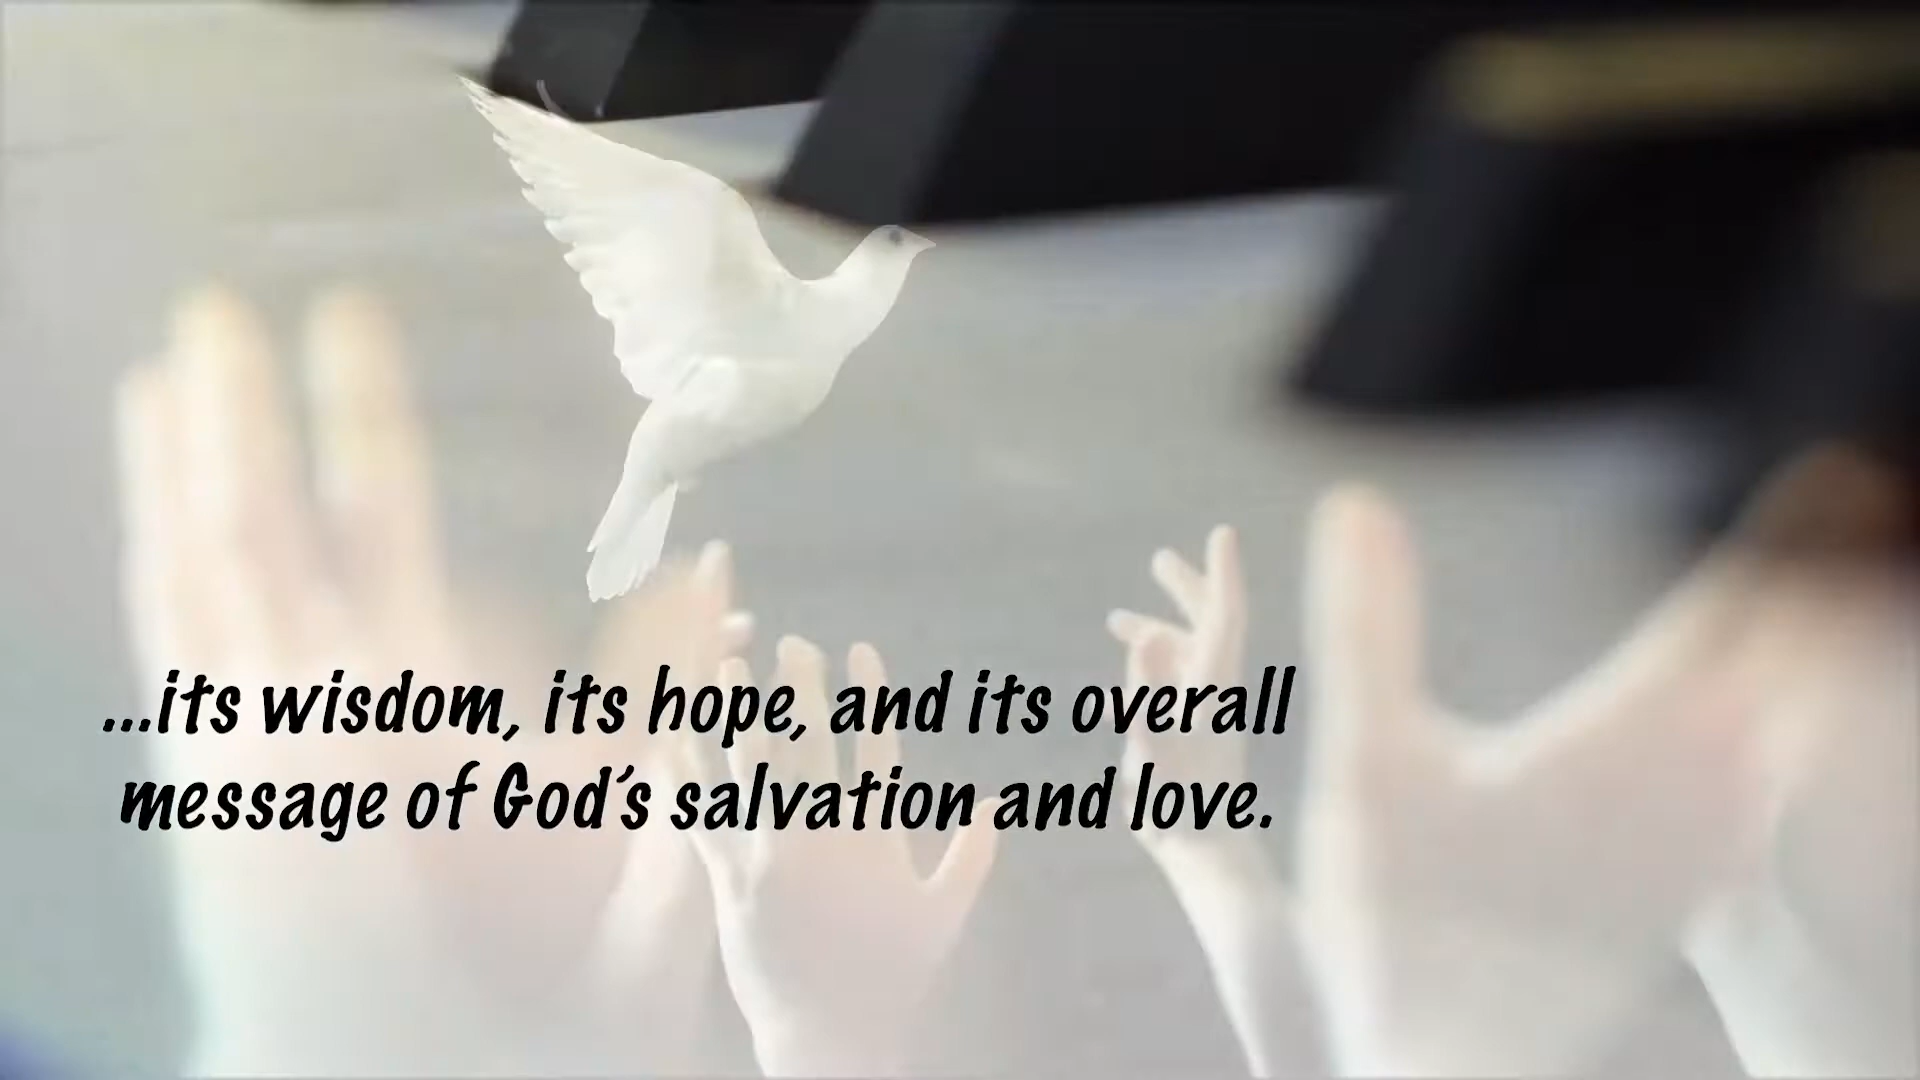 ...its wisdom, its hope, and its overall
message of God's salvation and love.